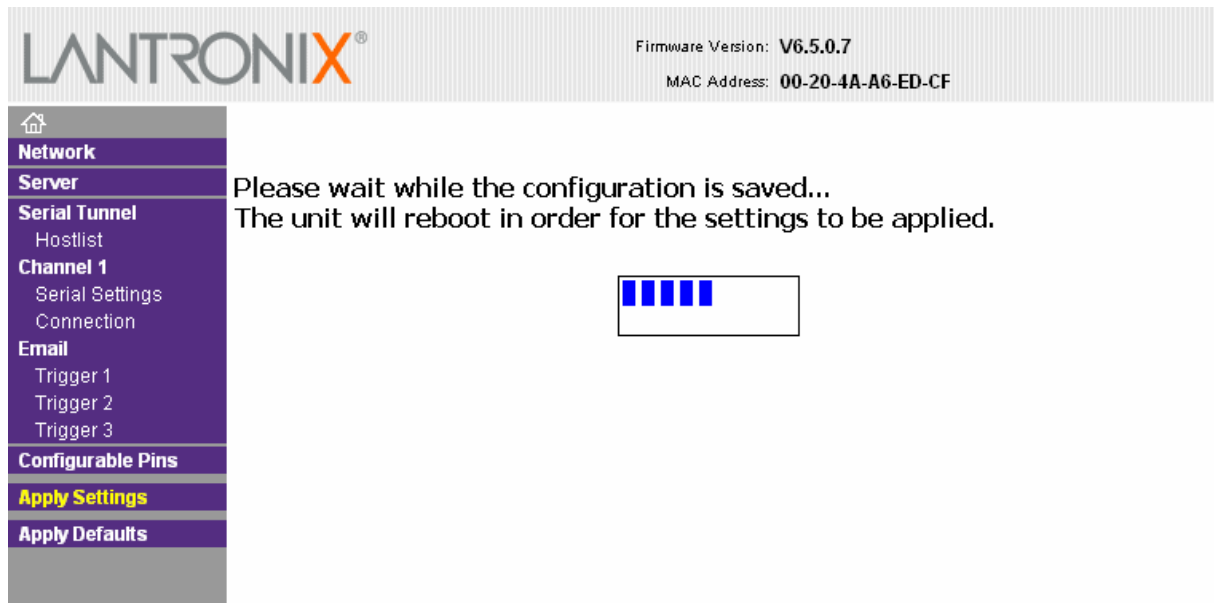 LANTRONIX®
Firmware Version: V6.5.0.7
MAC Address: 00-20-4A-A6-ED-CF
Network
Server
Serial Tunnel
Hostlist
Channel 1
Serial Settings
Connection
Email
Trigger 1
Trigger 2
Trigger 3
Configurable Pins
Apply Settings
Apply Defaults
Please wait while the configuration is saved...
The unit will reboot in order for the settings to be applied.